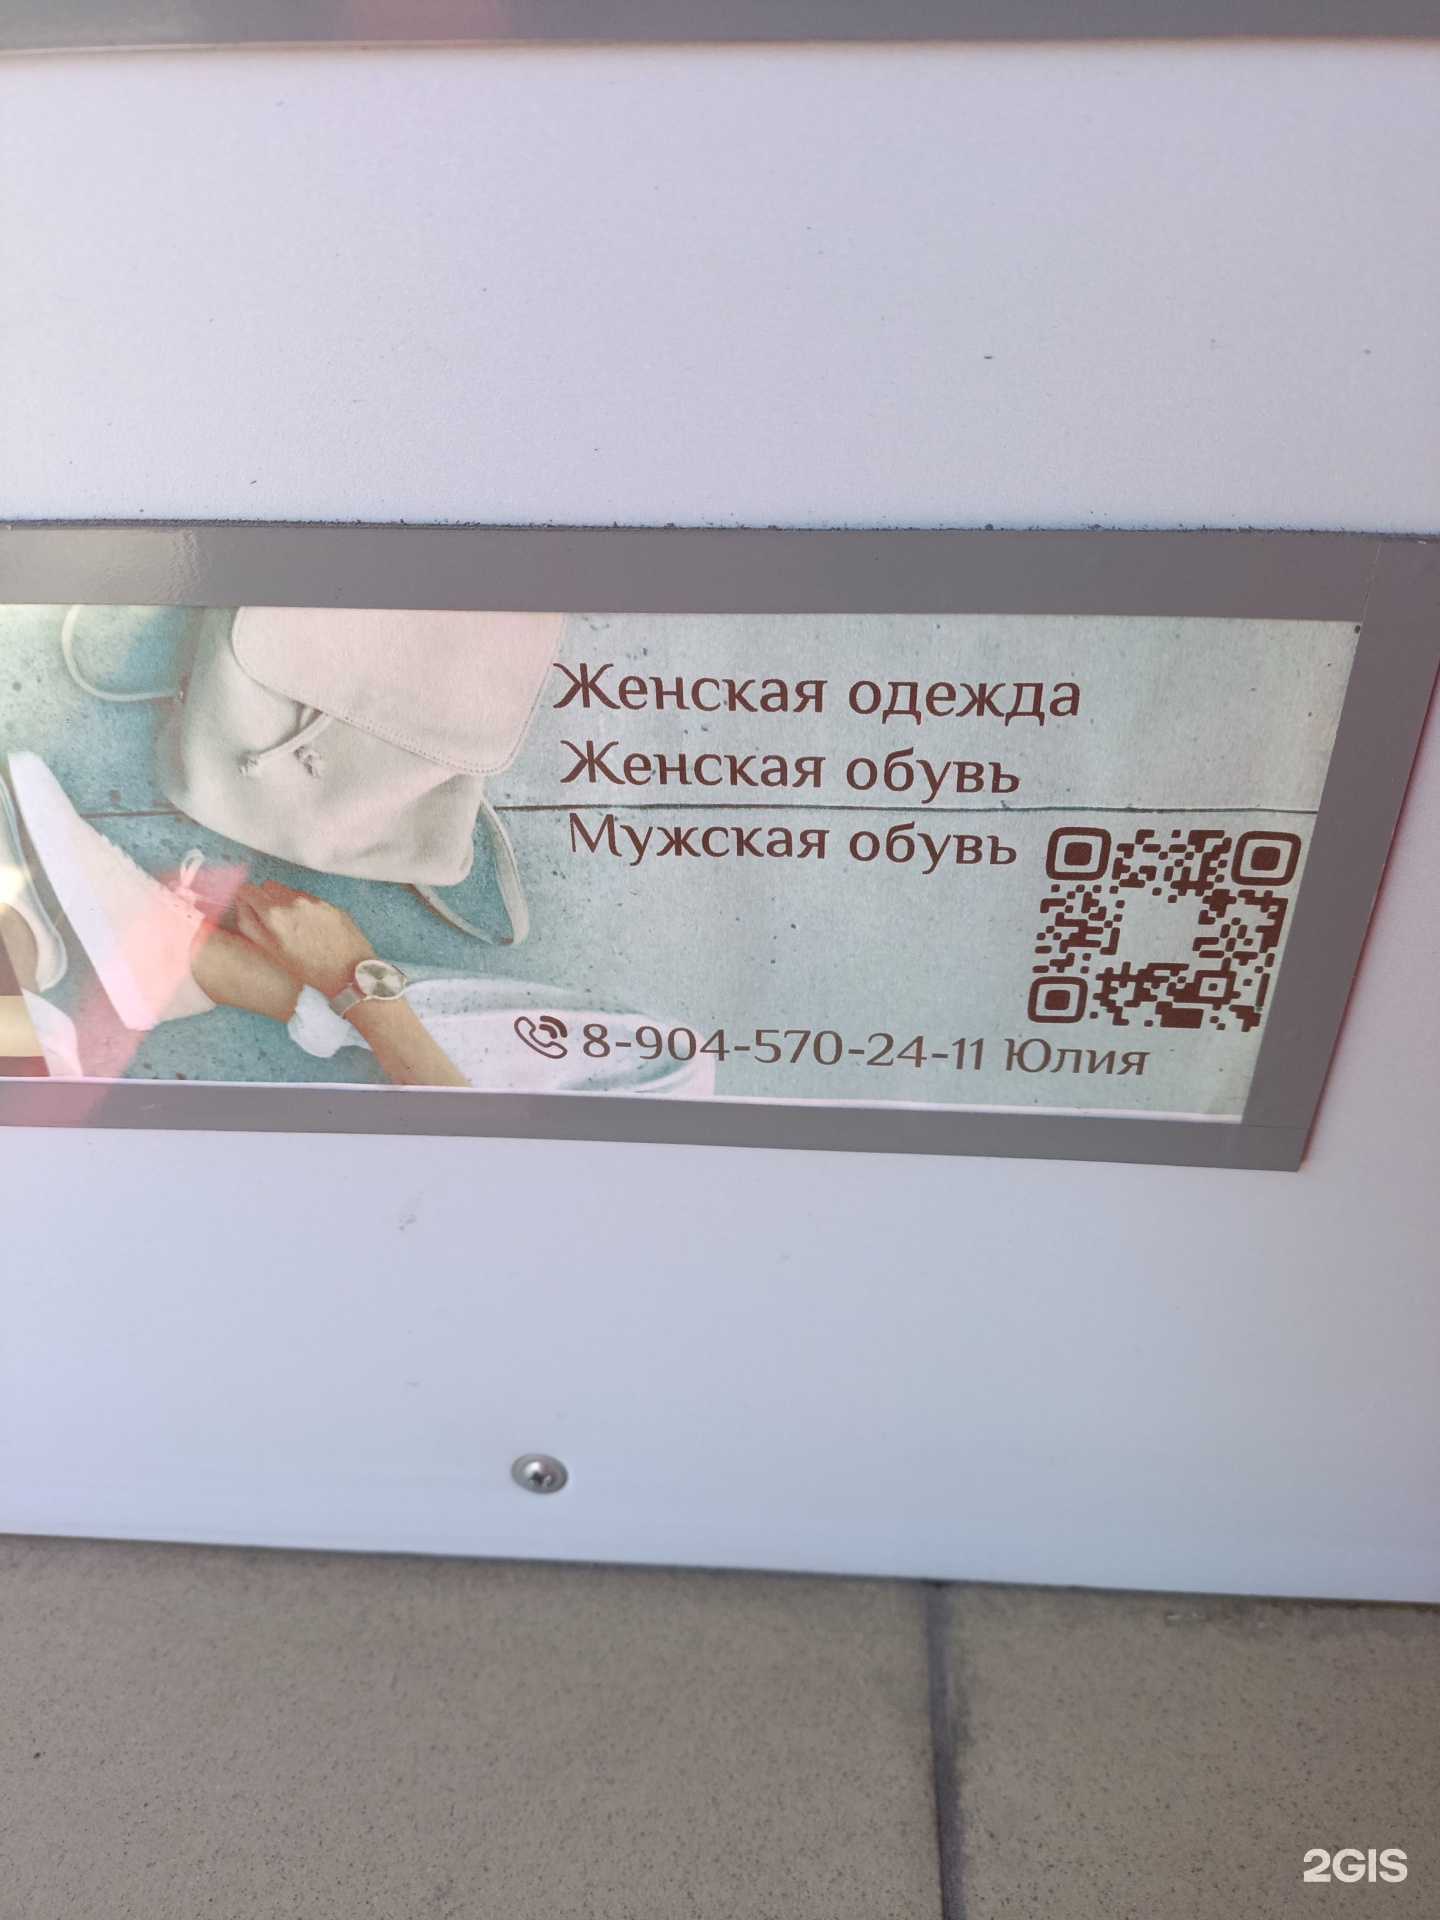 Женская одежда
Женская обувь
Мужская обувь
8-904-570-24-11 Юлия
2GIS